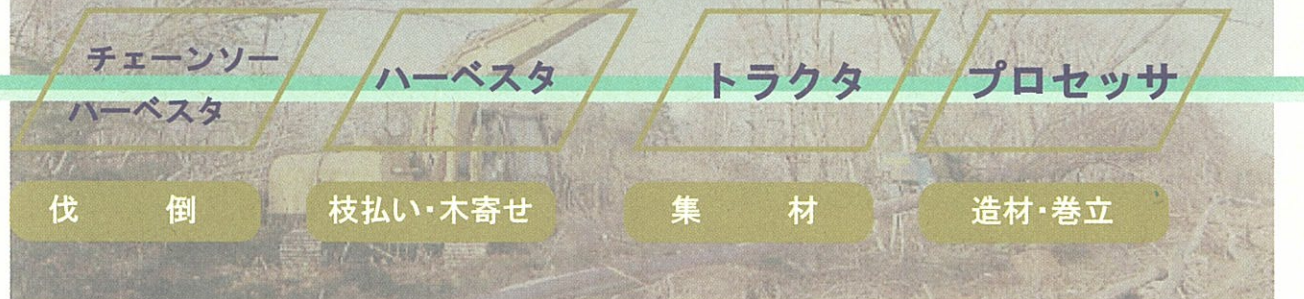 チェーンソー
ハーベスタ
ハーベスタ
トラクタ
プロセッサ
伐倒
枝払い・木寄せ
集材
造材・巻立